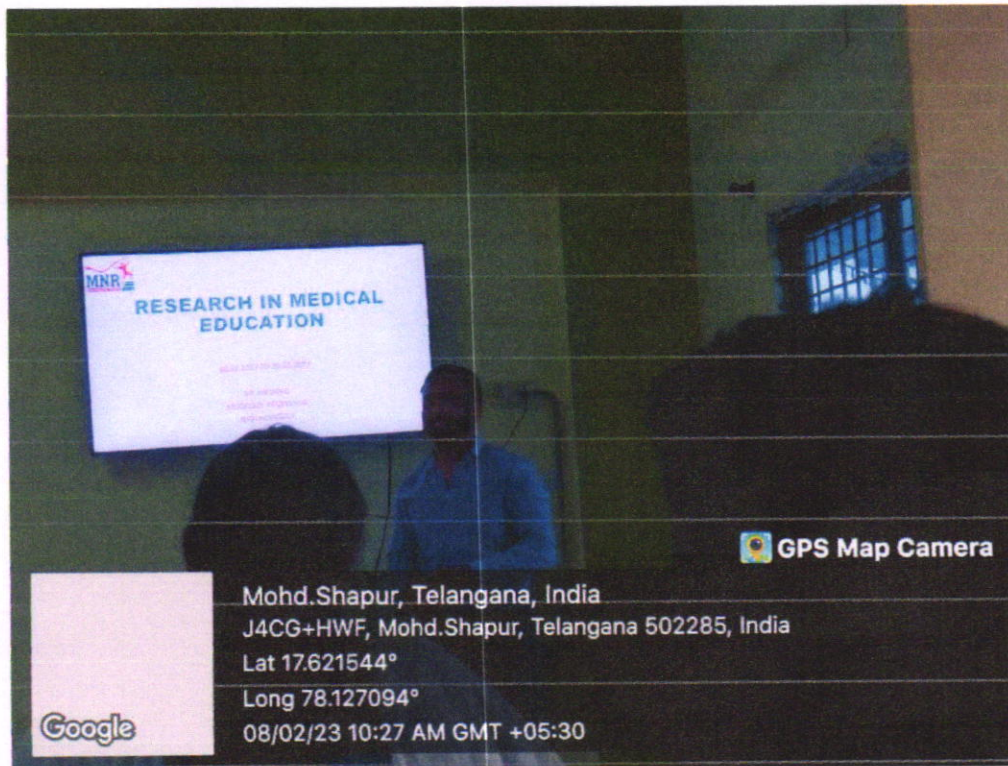 MNR
RESEARCH IN MEDICAL
EDUCATION
GPS Map Camera
Mohd.Shapur, Telangana, India
J4CG+HWF, Mohd.Shapur, Telangana 502285, India
Lat 17.621544°
Long 78.127094°
08/02/23 10:27 AM GMT +05:30
Google